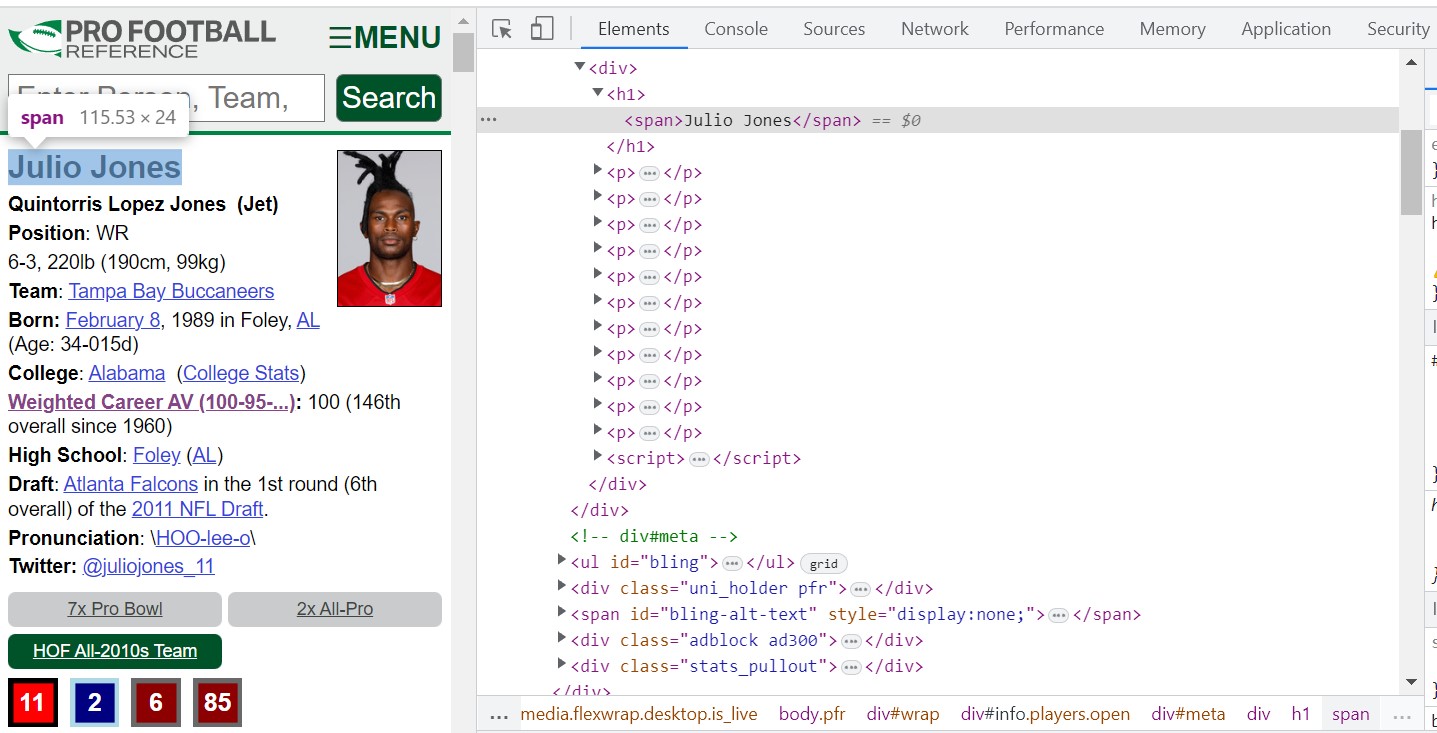 PRO FOOTBALL
REFERENCE
☰MENU
Search
span 115.53 × 24
Julio Jones
Quintorris Lopez Jones (Jet)
Position: WR
6-3, 220lb (190cm, 99kg)
Team: Tampa Bay Buccaneers
Born: February 8, 1989 in Foley, AL
(Age: 34-015d)
College: Alabama (College Stats)
Weighted Career AV (100-95-...): 100 (146th
overall since 1960)
High School: Foley (AL)
Draft: Atlanta Falcons in the 1st round (6th
overall) of the 2011 NFL Draft.
Pronunciation: \HOO-lee-o\
Twitter: @juliojones_11
7x Pro Bowl 2x All-Pro
HOF All-2010s Team
11 2 6 85
Elements Console Sources Network Performance Memory Application Security
<div>
<h1>
<span>Julio Jones</span> == $0
</h1>
<p>…</p>
<p>…</p>
<p>…</p>
<p>…</p>
<p>…</p>
<p>…</p>
<p>…</p>
<p>…</p>
<p>…</p>
<p>…</p>
<p>…</p>
<script>…</script>
</div>
</div>
<!-- div#meta -->
<ul id="bling">…</ul> grid
<div class="uni_holder pfr">…</div>
<span id="bling-alt-text" style="display:none;">…</span>
<div class="adblock ad300">…</div>
<div class="stats_pullout">…</div>
</div>
... media.flexwrap.desktop.is_live body.pfr div#wrap div#info.players.open div#meta div h1 span ...